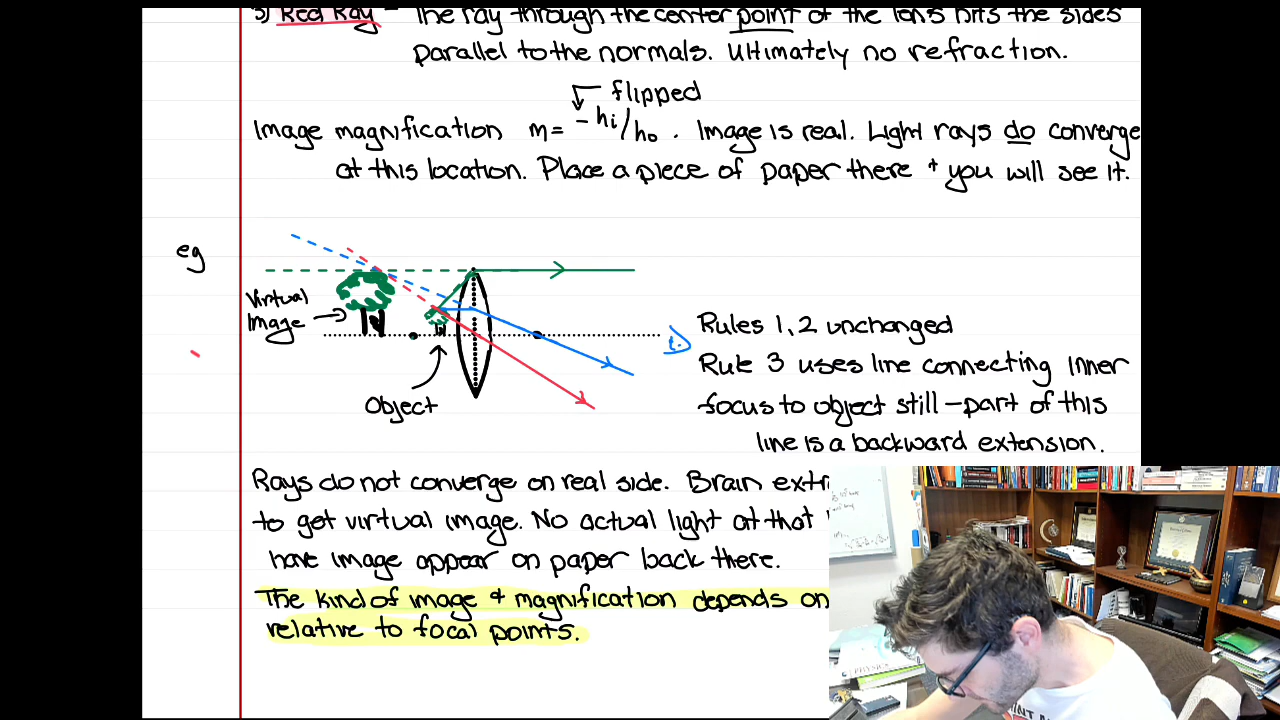 3) Red Ray - The ray through the center point of the lens hits the sides
parallel to the normals. Ultimately no refraction.
flipped
Image magnification m= -hi/ho. Image is real. Light rays do converge
at this location. Place a piece of paper there + you will see it.
eg
Virtual
Image
Object
Rules 1,2 unchanged
Rule 3 uses line connecting inner
focus to object still - part of this
line is a backward extension.
Rays do not converge on real side. Brain
to get virtual image. No actual light at that
have image appear on paper back there.
The kind of image + magnification depends on
relative to focal points.